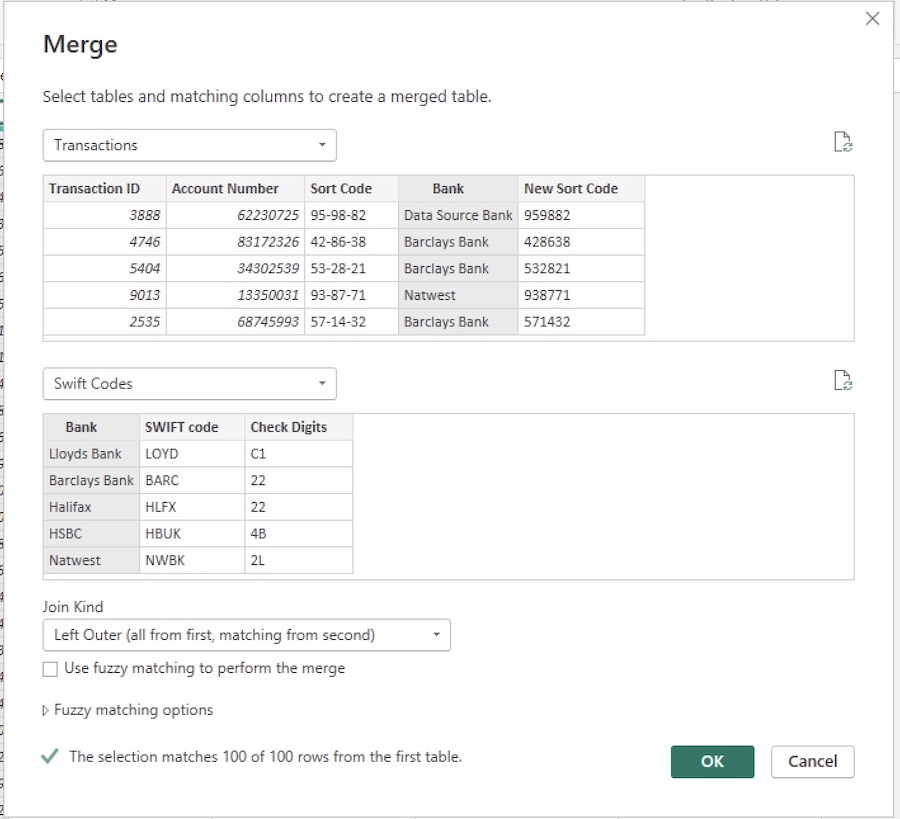 Merge
Select tables and matching columns to create a merged table.
Transactions
Transaction ID Account Number Sort Code Bank New Sort Code
3888 62230725 95-98-82 Data Source Bank 959882
4746 83172326 42-86-38 Barclays Bank 428638
5404 34302539 53-28-21 Barclays Bank 532821
9013 13350031 93-87-71 Natwest 938771
2535 68745993 57-14-32 Barclays Bank 571432
Swift Codes
Bank SWIFT code Check Digits
Lloyds Bank LOYD C1
Barclays Bank BARC 22
Halifax HLFX 22
HSBC HBUK 4B
Natwest NWBK 2L
Join Kind
Left Outer (all from first, matching from second)
Use fuzzy matching to perform the merge
Fuzzy matching options
The selection matches 100 of 100 rows from the first table.
OK Cancel